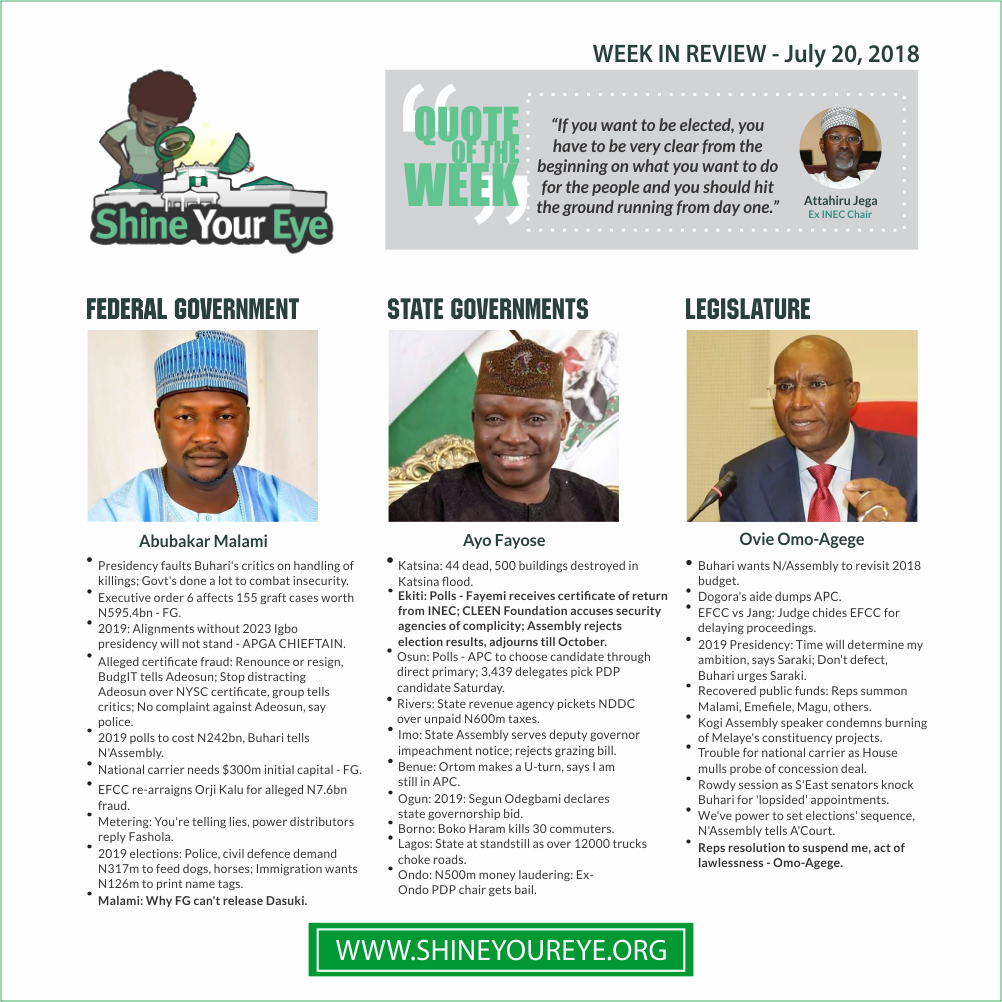 WEEK IN REVIEW - July 20, 2018
Shine Your Eye
QUOTE
OF THE
WEEK
“If you want to be elected, you
have to be very clear from the
beginning on what you want to do
for the people and you should hit
the ground running from day one.”
Attahiru Jega
Ex INEC Chair
FEDERAL GOVERNMENT
Abubakar Malami
• Presidency faults Buhari's critics on handling of
killings; Govt's done a lot to combat insecurity.
• Executive order 6 affects 155 graft cases worth
N595.4bn - FG.
• 2019: Alignments without 2023 Igbo
presidency will not stand - APGA CHIEFTAIN.
• Alleged certificate fraud: Renounce or resign,
BudgIT tells Adeosun; Stop distracting
Adeosun over NYSC certificate, group tells
critics; No complaint against Adeosun, say
police.
• 2019 polls to cost N242bn, Buhari tells
N'Assembly.
• National carrier needs $300m initial capital - FG.
• EFCC re-arraigns Orji Kalu for alleged N7.6bn
fraud.
• Metering: You're telling lies, power distributors
reply Fashola.
• 2019 elections: Police, civil defence demand
N317m to feed dogs, horses; Immigration wants
N126m to print name tags.
• Malami: Why FG can't release Dasuki.
STATE GOVERNMENTS
Ayo Fayose
• Katsina: 44 dead, 500 buildings destroyed in
Katsina flood.
• Ekiti: Polls - Fayemi receives certificate of return
from INEC; CLEEN Foundation accuses security
agencies of complicity; Assembly rejects
election results, adjourns till October.
• Osun: Polls - APC to choose candidate through
direct primary; 3,439 delegates pick PDP
candidate Saturday.
• Rivers: State revenue agency pickets NDDC
over unpaid N600m taxes.
• Imo: State Assembly serves deputy governor
impeachment notice; rejects grazing bill.
• Benue: Ortom makes a U-turn, says I am
still in APC.
• Ogun: 2019: Segun Odegbami declares
state governorship bid.
• Borno: Boko Haram kills 30 commuters.
• Lagos: State at standstill as over 12000 trucks
choke roads.
• Ondo: N500m money laudering: Ex-
Ondo PDP chair gets bail.
LEGISLATURE
Ovie Omo-Agege
• Buhari wants N/Assembly to revisit 2018
budget.
• Dogora's aide dumps APC.
• EFCC vs Jang: Judge chides EFCC for
delaying proceedings.
• 2019 Presidency: Time will determine my
ambition, says Saraki; Don't defect,
Buhari urges Saraki.
• Recovered public funds: Reps summon
Malami, Emefiele, Magu, others.
• Kogi Assembly speaker condemns burning
of Melaye's constituency projects.
• Trouble for national carrier as House
mulls probe of concession deal.
• Rowdy session as S'East senators knock
Buhari for 'lopsided' appointments.
• We've power to set elections' sequence,
N'Assembly tells A'Court.
• Reps resolution to suspend me, act of
lawlessness - Omo-Agege.
WWW.SHINEYOUREYE.ORG